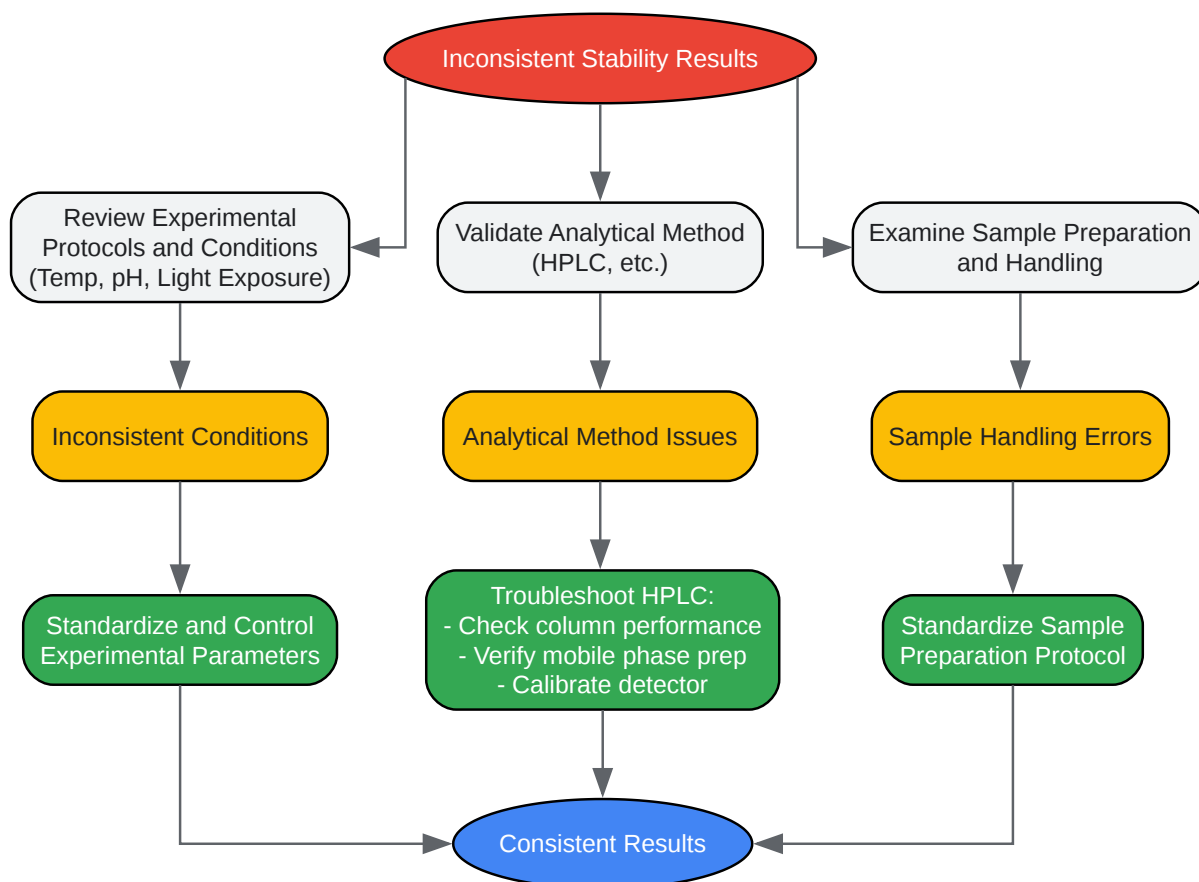 Inconsistent Stability Results
Review Experimental
Protocols and Conditions
(Temp, pH, Light Exposure)
Validate Analytical Method
(HPLC, etc.)
Examine Sample Preparation
and Handling
Inconsistent Conditions
Analytical Method Issues
Sample Handling Errors
Standardize and Control
Experimental Parameters
Troubleshoot HPLC:
- Check column performance
- Verify mobile phase prep
- Calibrate detector
Standardize Sample
Preparation Protocol
Consistent Results